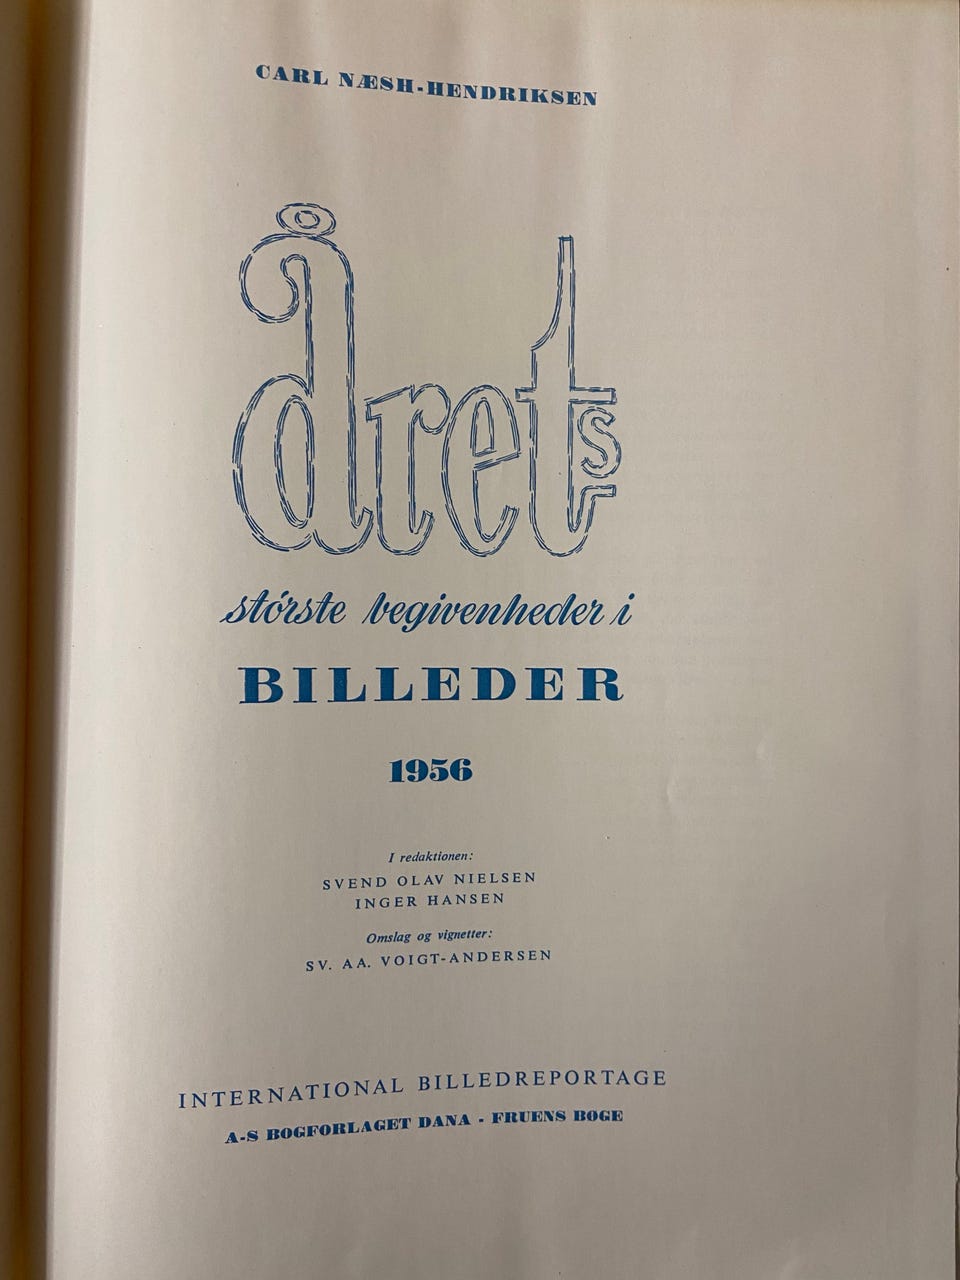 CARL NÆSH-HENDRIKSEN
årets
største begivenheder i
BILLEDER
1956
I redaktionen:
SVEND OLAV NIELSEN
INGER HANSEN
Omslag og vignetter:
SV. AA. VOIGT-ANDERSEN
INTERNATIONAL BILLEDREPORTAGE
A-S BOGFORLAGET DANA - FRUENS BØGE